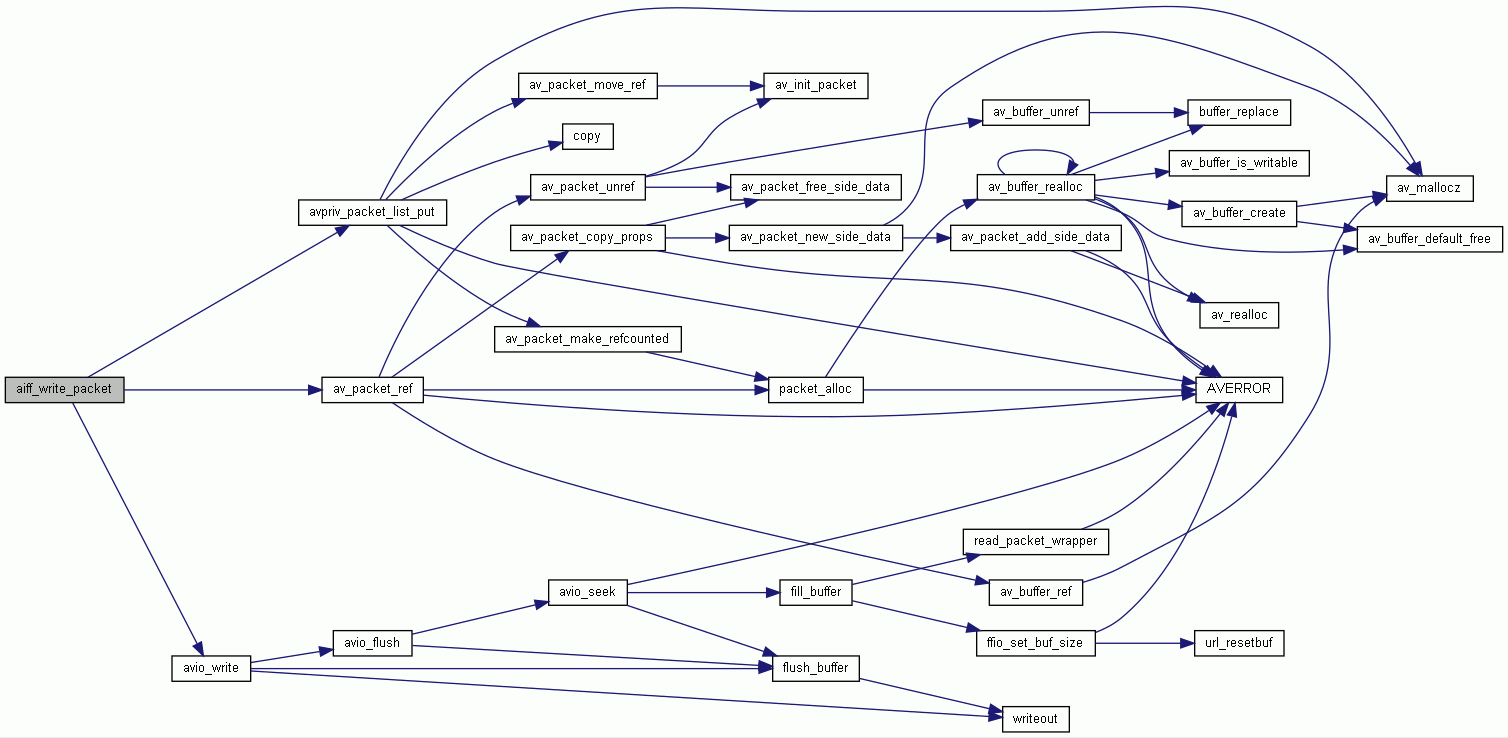 av_packet_move_ref
av_init_packet
av_buffer_unref
buffer_replace
copy
av_buffer_is_writable
av_packet_unref
av_packet_free_side_data
av_buffer_realloc
av_mallocz
avpriv_packet_list_put
av_buffer_create
av_packet_copy_props
av_packet_new_side_data
av_packet_add_side_data
av_buffer_default_free
av_realloc
av_packet_make_refcounted
aiff_write_packet
av_packet_ref
packet_alloc
AVERROR
read_packet_wrapper
avio_seek
fill_buffer
av_buffer_ref
avio_flush
ffio_set_buf_size
url_resetbuf
avio_write
flush_buffer
writeout